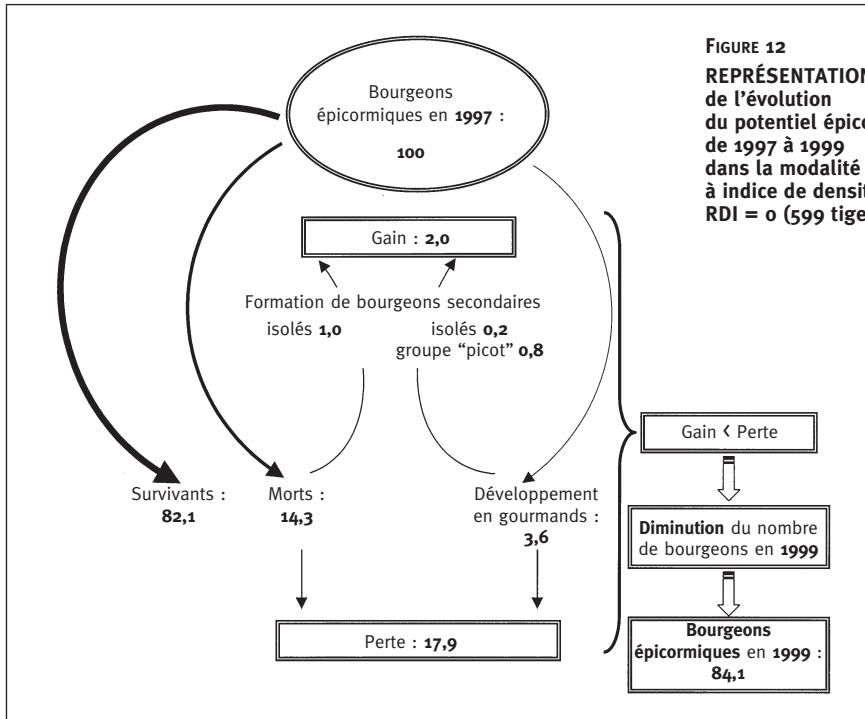 FIGURE 12
REPRÉSENTATION
de l'évolution
du potentiel
de 1997 à 1999
dans la modalité
à indice de
RDI = 0 (599
Bourgeons
épicormiques en 1997 :
100
Gain : 2,0
Formation de bourgeons secondaires
isolés 1,0 isolés 0,2
groupe “picot” 0,8
Gain < Perte
Survivants :
82,1
Morts :
14,3
Développement
en gourmands :
3,6
Diminution du nombre
de bourgeons en 1999
Perte : 17,9
Bourgeons
épicormiques en 1999 :
84,1